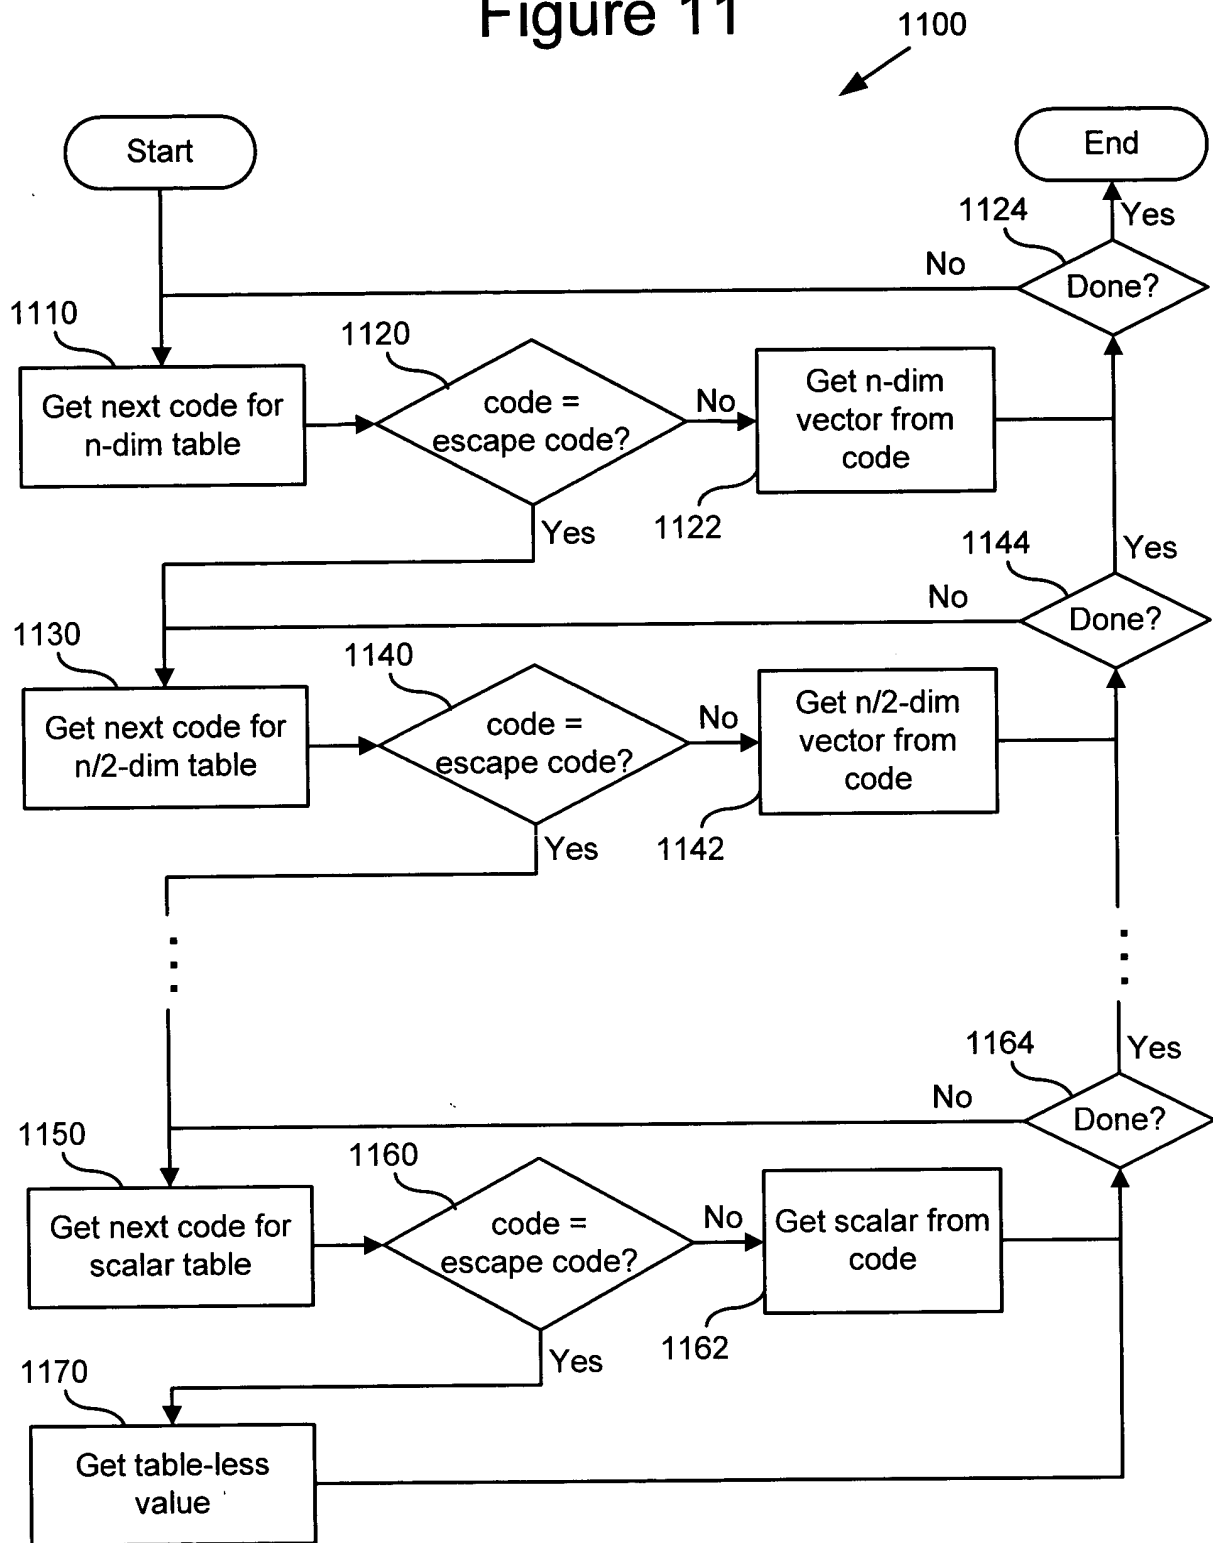 Figure 11
1100
Start
End
Yes
1124
No
Done?
1110
1120
Get next code for
n-dim table
code =
escape code?
No
Get n-dim
vector from
code
1122
Yes
1144
Yes
No
Done?
1130
1140
Get next code for
n/2-dim table
code =
escape code?
No
Get n/2-dim
vector from
code
1142
Yes
1164
Yes
No
Done?
1150
1160
Get next code for
scalar table
code =
escape code?
No
Get scalar from
code
1162
Yes
1170
Get table-less
value